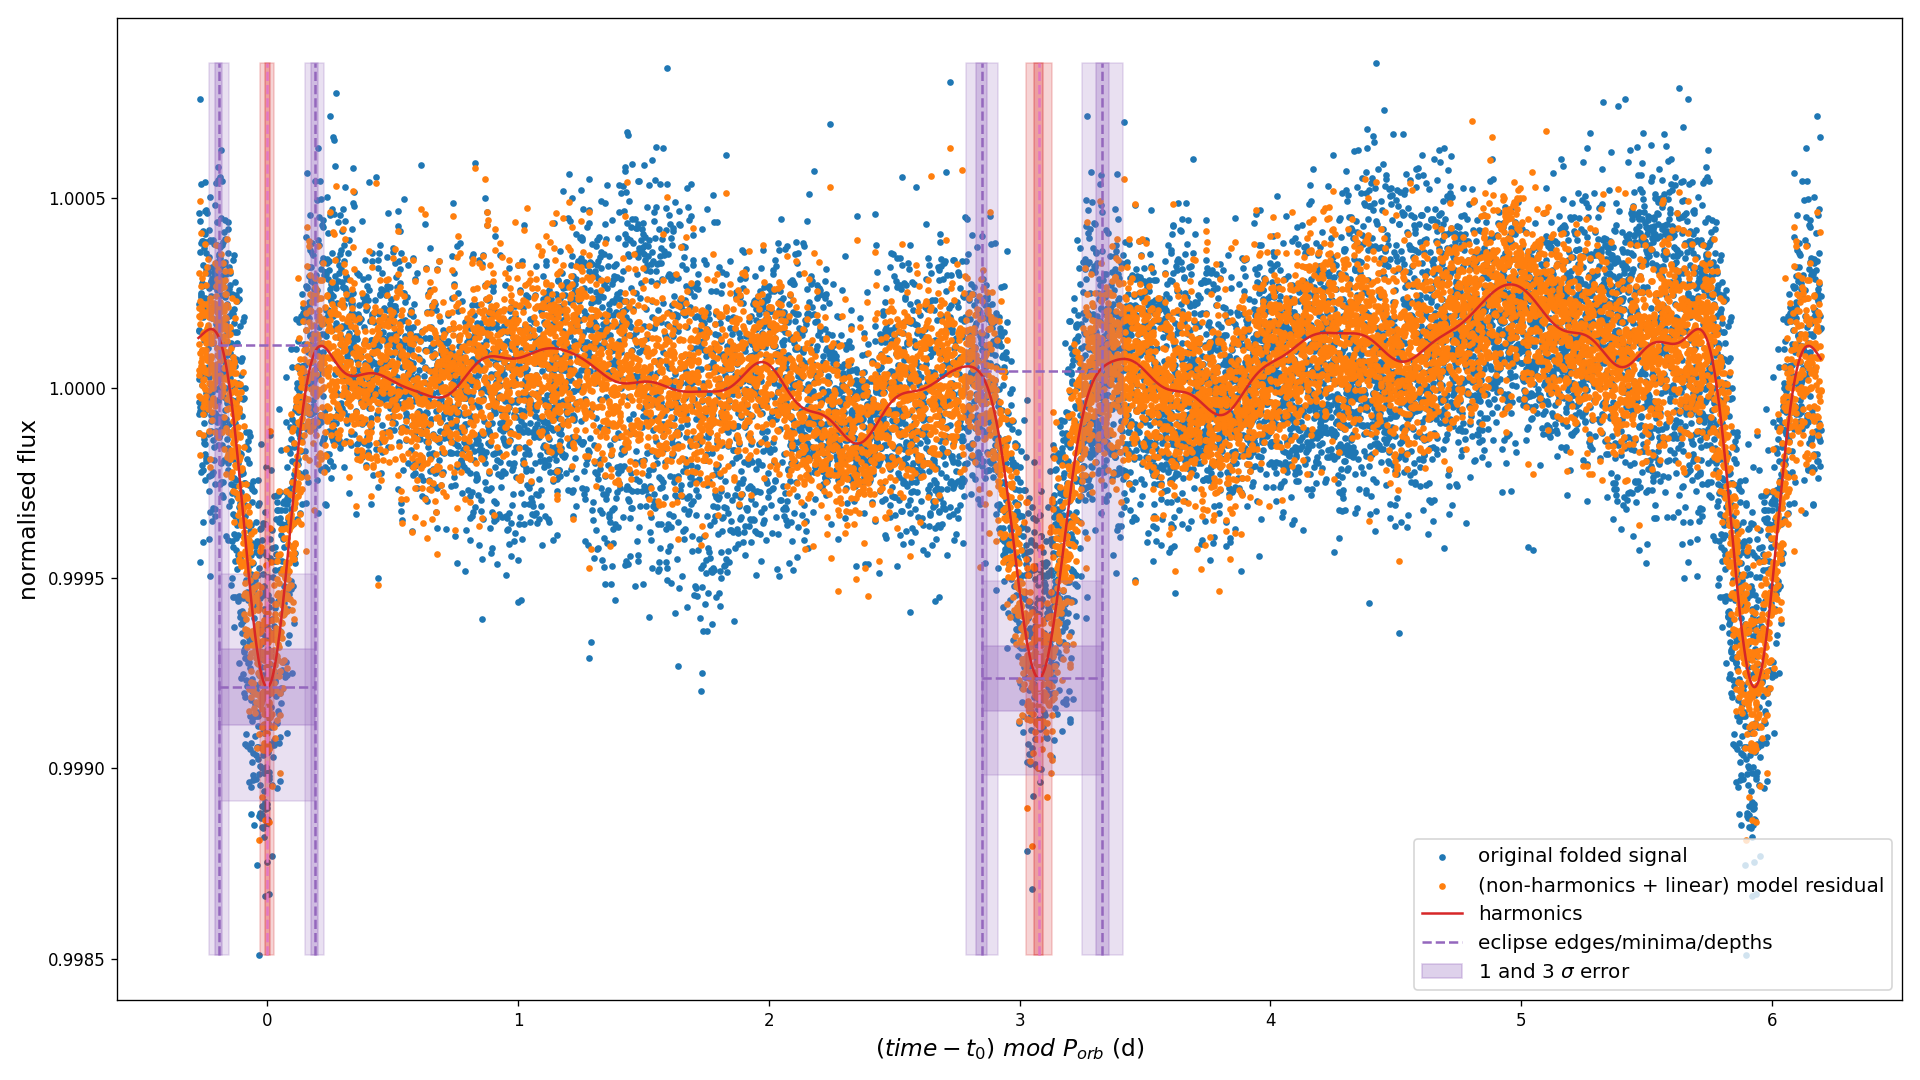 normalised flux
1.0005
1.0000
0.9995
0.9990
0.9985
0 1 2 3 4 5 6
(time − t₀) mod P_orb (d)
original folded signal
(non-harmonics + linear) model residual
harmonics
eclipse edges/minima/depths
1 and 3 σ error